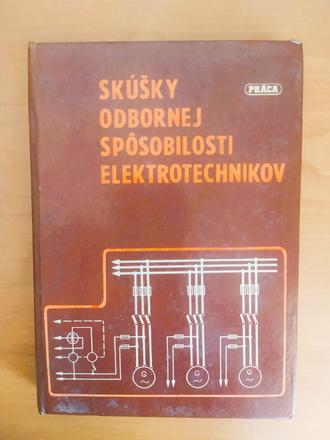 SKÚŠKY
PRÁCA
ODBORNEJ
SPÔSOBILOSTI
ELEKTROTECHNIKOV
G
~
G
~
G
~